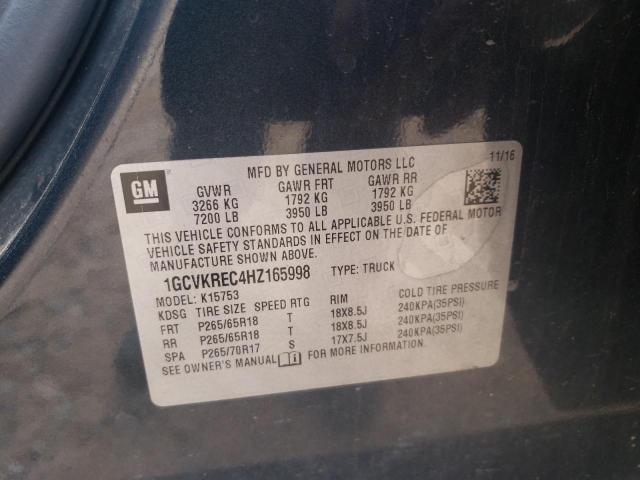 MFD BY GENERAL MOTORS LLC 11/16
GM
GVWR GAWR FRT GAWR RR
3266 KG 1792 KG 1792 KG
7200 LB 3950 LB 3950 LB
THIS VEHICLE CONFORMS TO ALL APPLICABLE U.S. FEDERAL MOTOR
VEHICLE SAFETY STANDARDS IN EFFECT ON THE DATE OF
MANUFACTURE SHOWN ABOVE.
1GCVKREC4HZ165998 TYPE: TRUCK
MODEL: K15753
KDSG TIRE SIZE SPEED RTG RIM COLD TIRE PRESSURE
FRT P265/65R18 T 18X8.5J 240KPA(35PSI)
RR P265/65R18 T 18X8.5J 240KPA(35PSI)
SPA P265/70R17 S 17X7.5J 240KPA(35PSI)
SEE OWNER'S MANUAL FOR MORE INFORMATION.